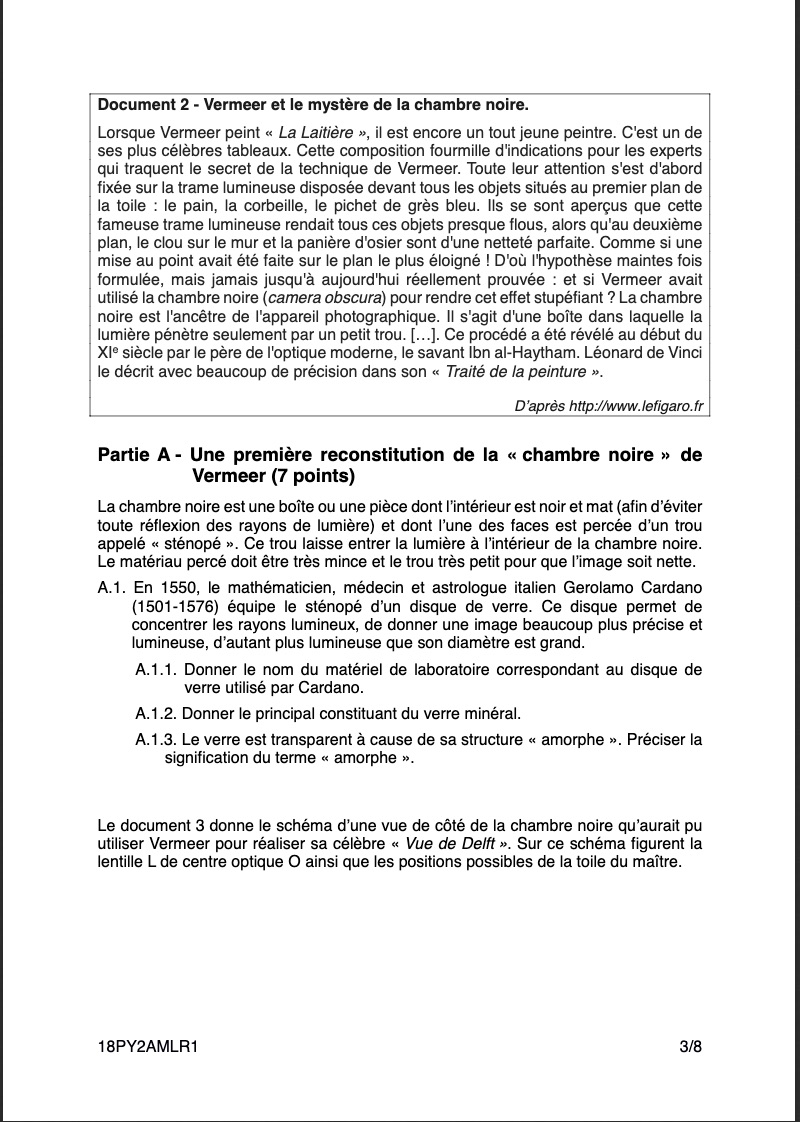 Document 2 - Vermeer et le mystère de la chambre noire.
Lorsque Vermeer peint « La Laitière », il est encore un tout jeune peintre. C'est un de
ses plus célèbres tableaux. Cette composition fourmille d'indications pour les experts
qui traquent le secret de la technique de Vermeer. Toute leur attention s'est d'abord
fixée sur la trame lumineuse disposée devant tous les objets situés au premier plan de
la toile : le pain, la corbeille, le pichet de grès bleu. Ils se sont aperçus que cette
fameuse trame lumineuse rendait tous ces objets presque flous, alors qu'au deuxième
plan, le clou sur le mur et la panière d'osier sont d'une netteté parfaite. Comme si une
mise au point avait été faite sur le plan le plus éloigné ! D'où l'hypothèse maintes fois
formulée, mais jamais jusqu'à aujourd'hui réellement prouvée : et si Vermeer avait
utilisé la chambre noire (camera obscura) pour rendre cet effet stupéfiant ? La chambre
noire est l'ancêtre de l'appareil photographique. Il s'agit d'une boîte dans laquelle la
lumière pénètre seulement par un petit trou. […]. Ce procédé a été révélé au début du
XIe siècle par le père de l'optique moderne, le savant Ibn al-Haytham. Léonard de Vinci
le décrit avec beaucoup de précision dans son « Traité de la peinture ».
D'après http://www.lefigaro.fr
Partie A - Une première reconstitution de la « chambre noire » de
Vermeer (7 points)
La chambre noire est une boîte ou une pièce dont l'intérieur est noir et mat (afin d'éviter
toute réflexion des rayons de lumière) et dont l'une des faces est percée d'un trou
appelé « sténopé ». Ce trou laisse entrer la lumière à l'intérieur de la chambre noire.
Le matériau percé doit être très mince et le trou très petit pour que l'image soit nette.
A.1. En 1550, le mathématicien, médecin et astrologue italien Gerolamo Cardano
(1501-1576) équipe le sténopé d'un disque de verre. Ce disque permet de
concentrer les rayons lumineux, de donner une image beaucoup plus précise et
lumineuse, d'autant plus lumineuse que son diamètre est grand.
A.1.1. Donner le nom du matériel de laboratoire correspondant au disque de
verre utilisé par Cardano.
A.1.2. Donner le principal constituant du verre minéral.
A.1.3. Le verre est transparent à cause de sa structure « amorphe ». Préciser la
signification du terme « amorphe ».
Le document 3 donne le schéma d'une vue de côté de la chambre noire qu'aurait pu
utiliser Vermeer pour réaliser sa célèbre « Vue de Delft ». Sur ce schéma figurent la
lentille L de centre optique O ainsi que les positions possibles de la toile du maître.
18PY2AMLR1
3/8